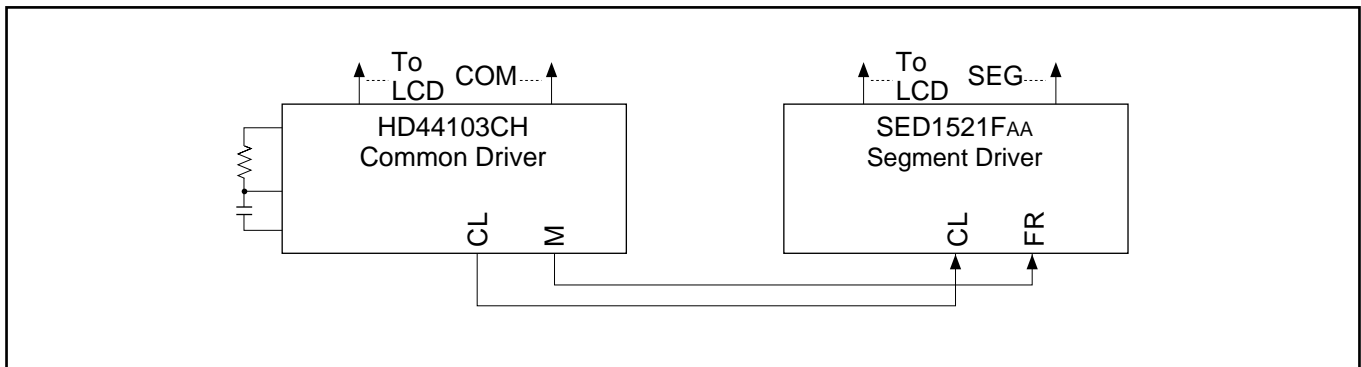 To
LCD COM
HD44103CH
Common Driver
CL
M
To
LCD SEG
SED1521FAA
Segment Driver
CL
FR